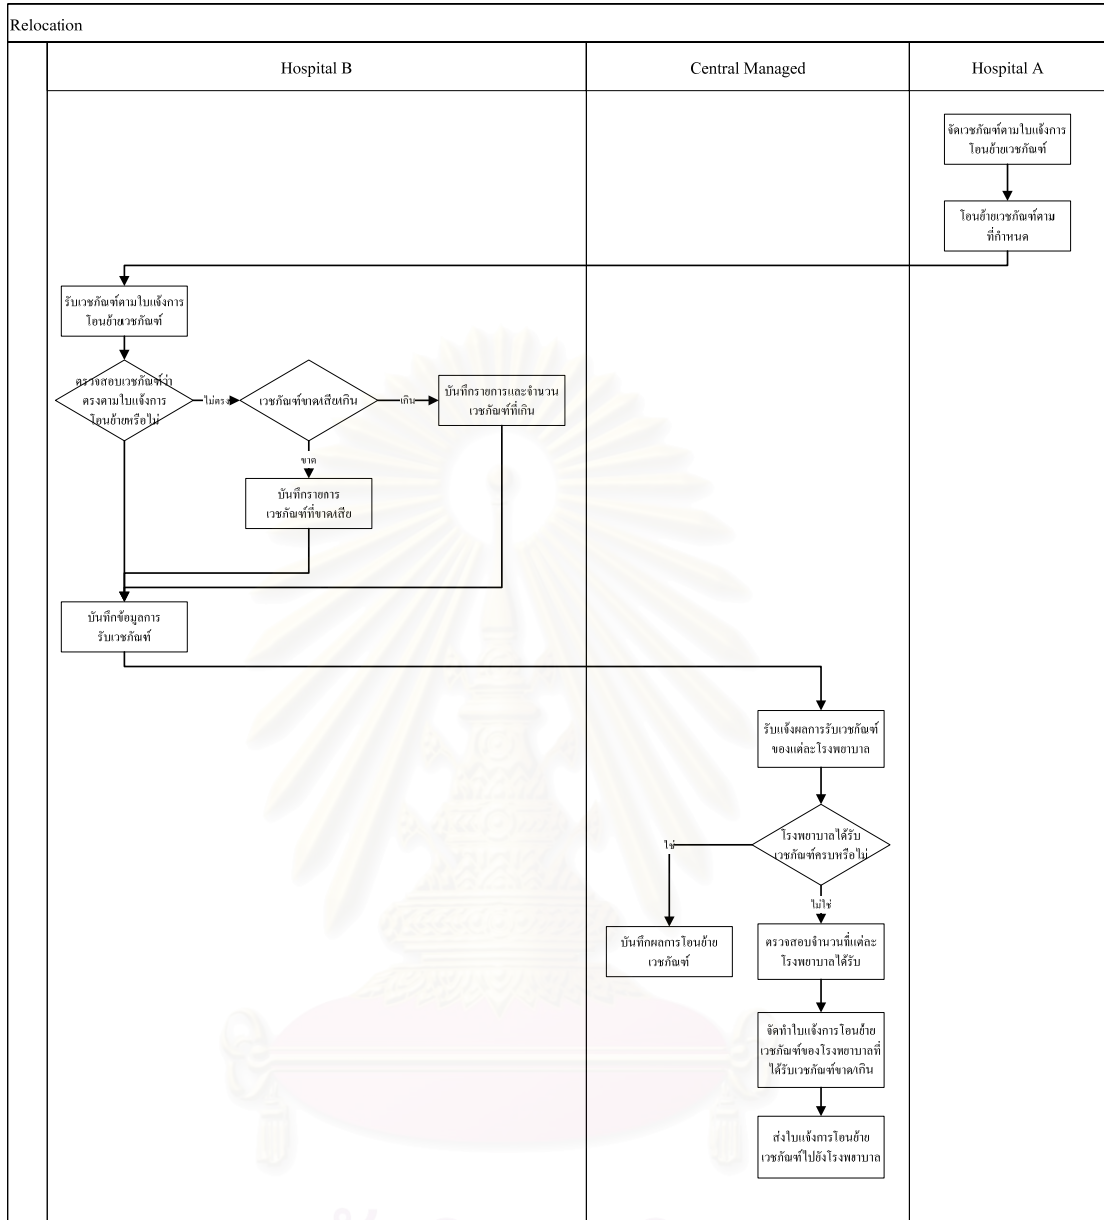 Relocation
Hospital B
Central Managed
Hospital A
จัดเวชภัณฑ์ตามใบแจ้งการ
โอนย้ายเวชภัณฑ์
โอนย้ายเวชภัณฑ์ตาม
ที่กำหนด
รับเวชภัณฑ์ตามใบแจ้งการ
โอนย้ายเวชภัณฑ์
ตรวจสอบเวชภัณฑ์ว่า
ตรงตามใบแจ้งการ
โอนย้ายหรือไม่
ไม่ตรง
เวชภัณฑ์ขาด/เสีย/เกิน
เกิน
บันทึกรายการและจำนวน
เวชภัณฑ์ที่เกิน
ขาด
บันทึกรายการ
เวชภัณฑ์ที่ขาด/เสีย
บันทึกข้อมูลการ
รับเวชภัณฑ์
รับแจ้งผลการรับเวชภัณฑ์
ของแต่ละโรงพยาบาล
โรงพยาบาลได้รับ
เวชภัณฑ์ครบหรือไม่
ใช่
ไม่ใช่
บันทึกผลการโอนย้าย
เวชภัณฑ์
ตรวจสอบจำนวนที่แต่ละ
โรงพยาบาลได้รับ
จัดทำใบแจ้งการโอนย้าย
เวชภัณฑ์ของโรงพยาบาลที่
ได้รับเวชภัณฑ์ขาด/เกิน
ส่งใบแจ้งการโอนย้าย
เวชภัณฑ์ไปยังโรงพยาบาล